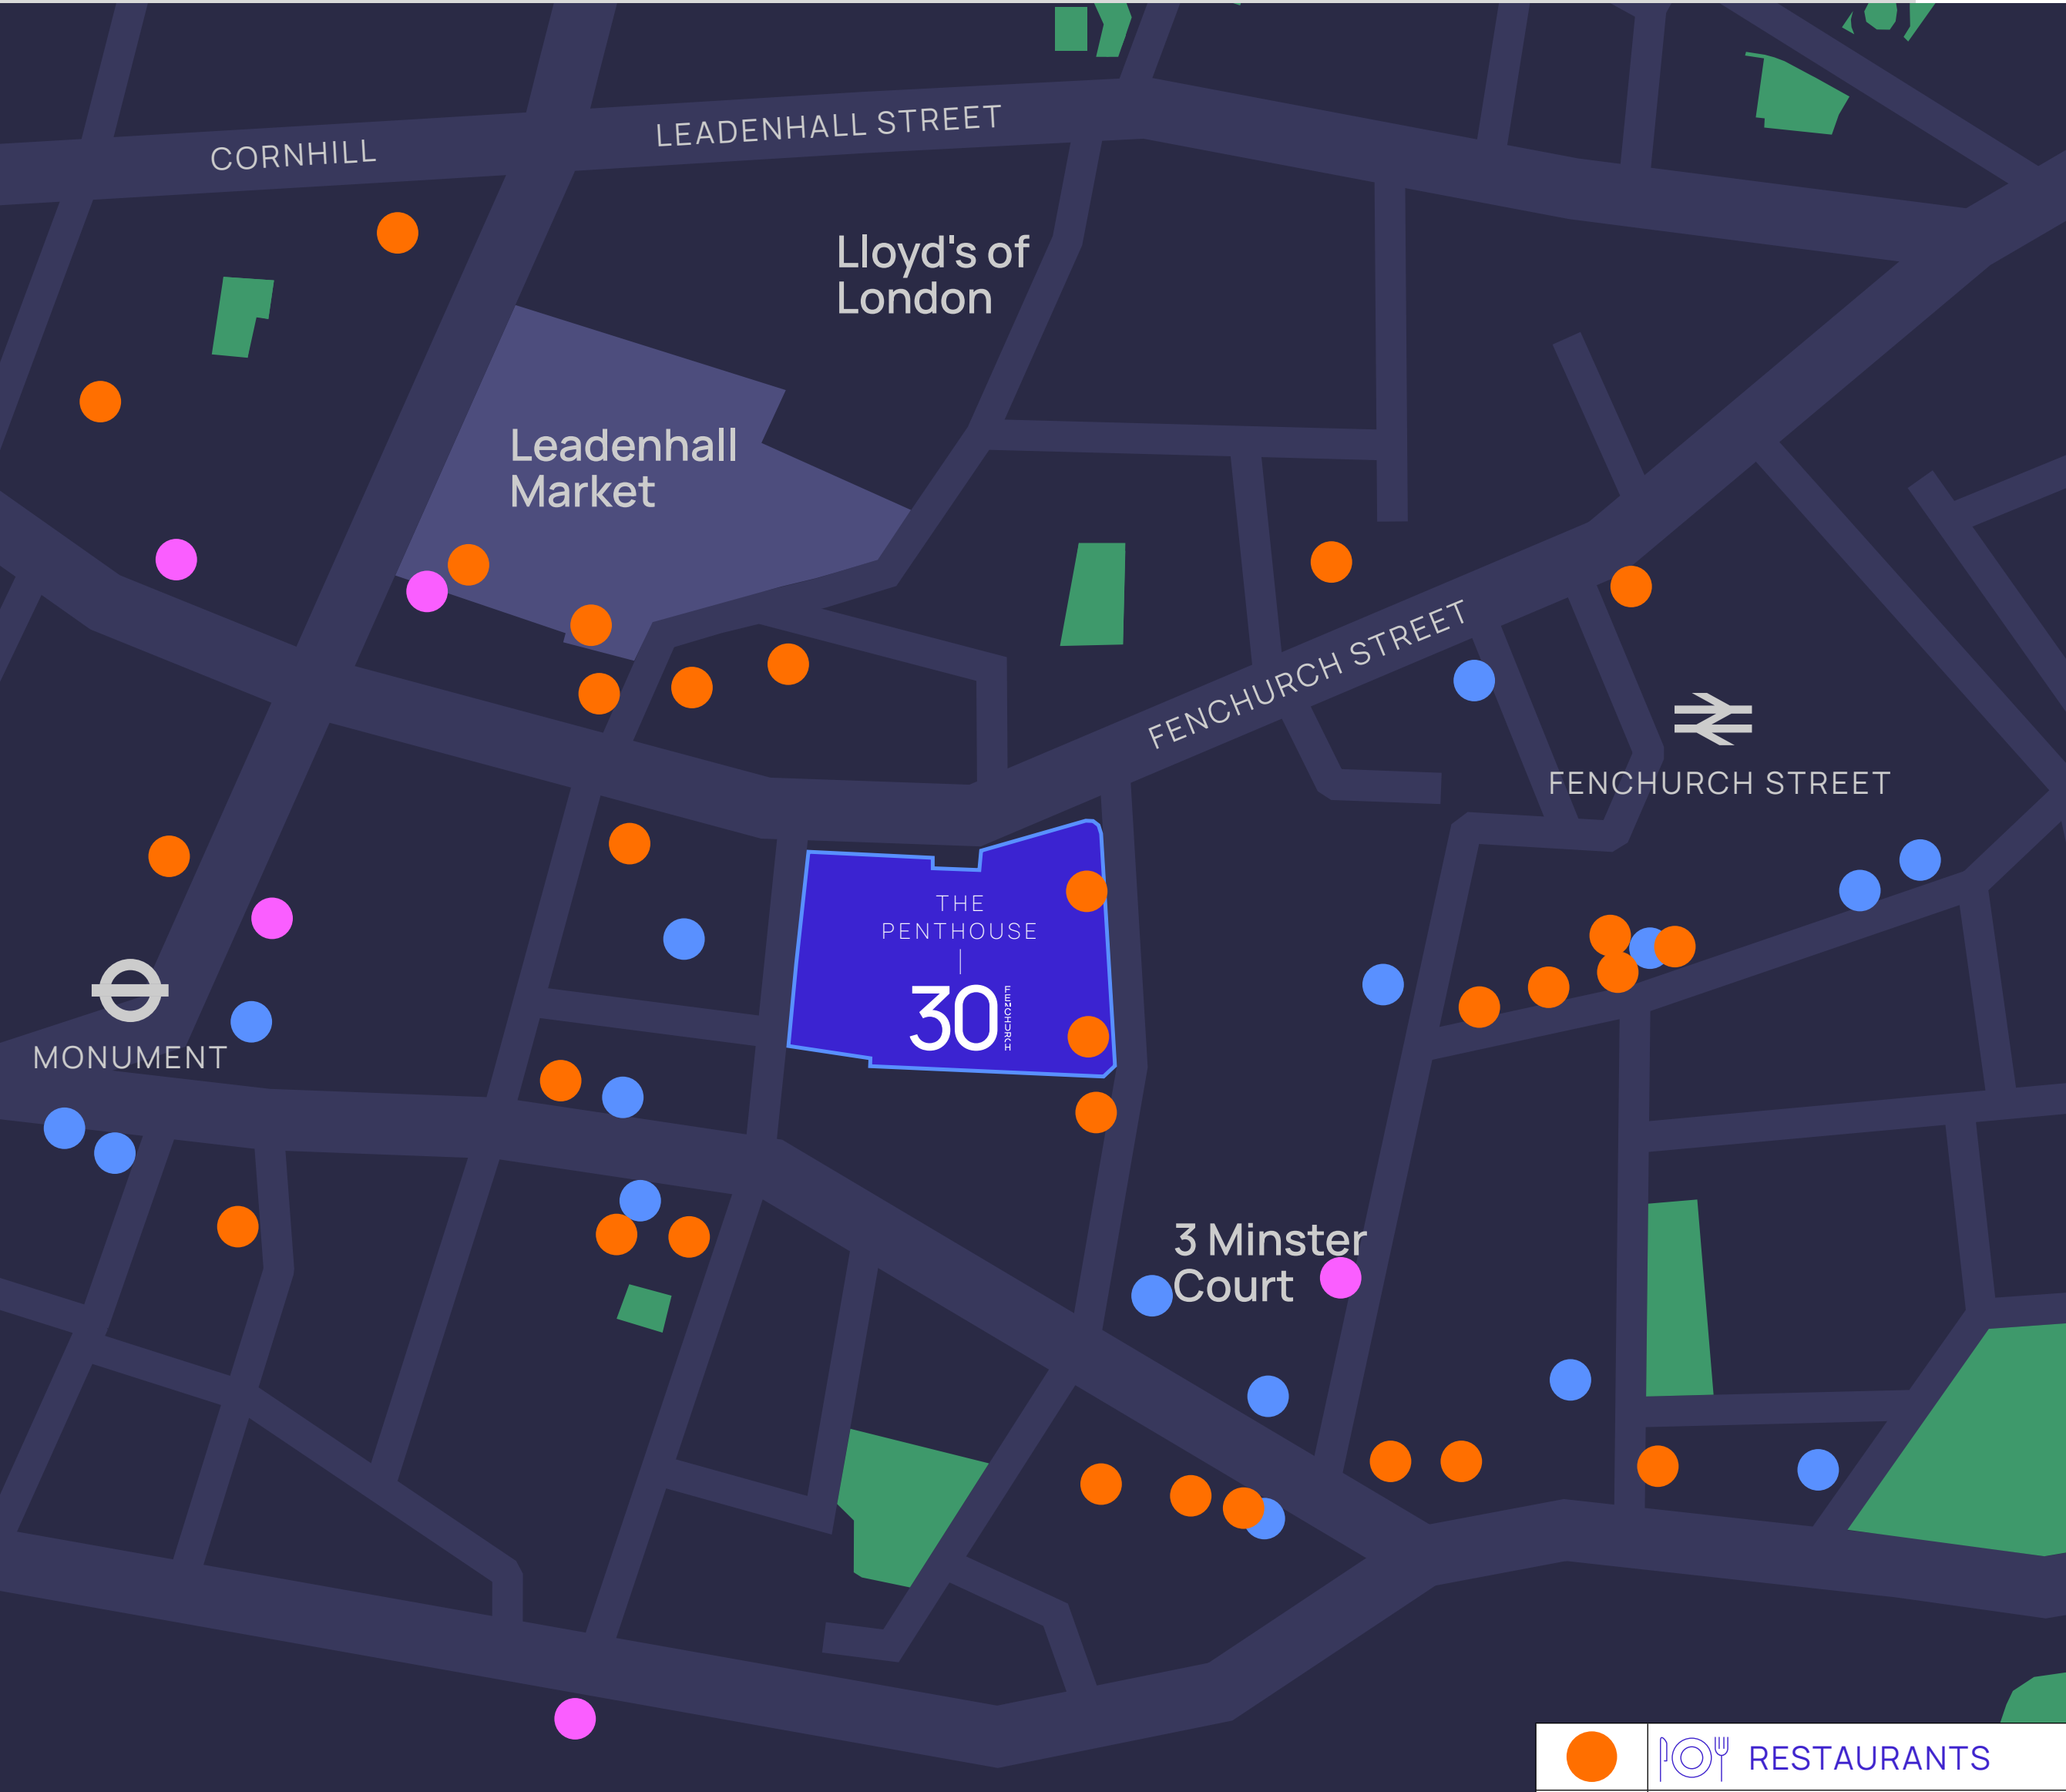 CORNHILL
LEADENHALL STREET
Lloyd's of
London
Leadenhall
Market
FENCHURCH STREET
FENCHURCH STREET
THE
PENTHOUSE
30
FENCHURCH
MONUMENT
3 Minster
Court
RESTAURANTS